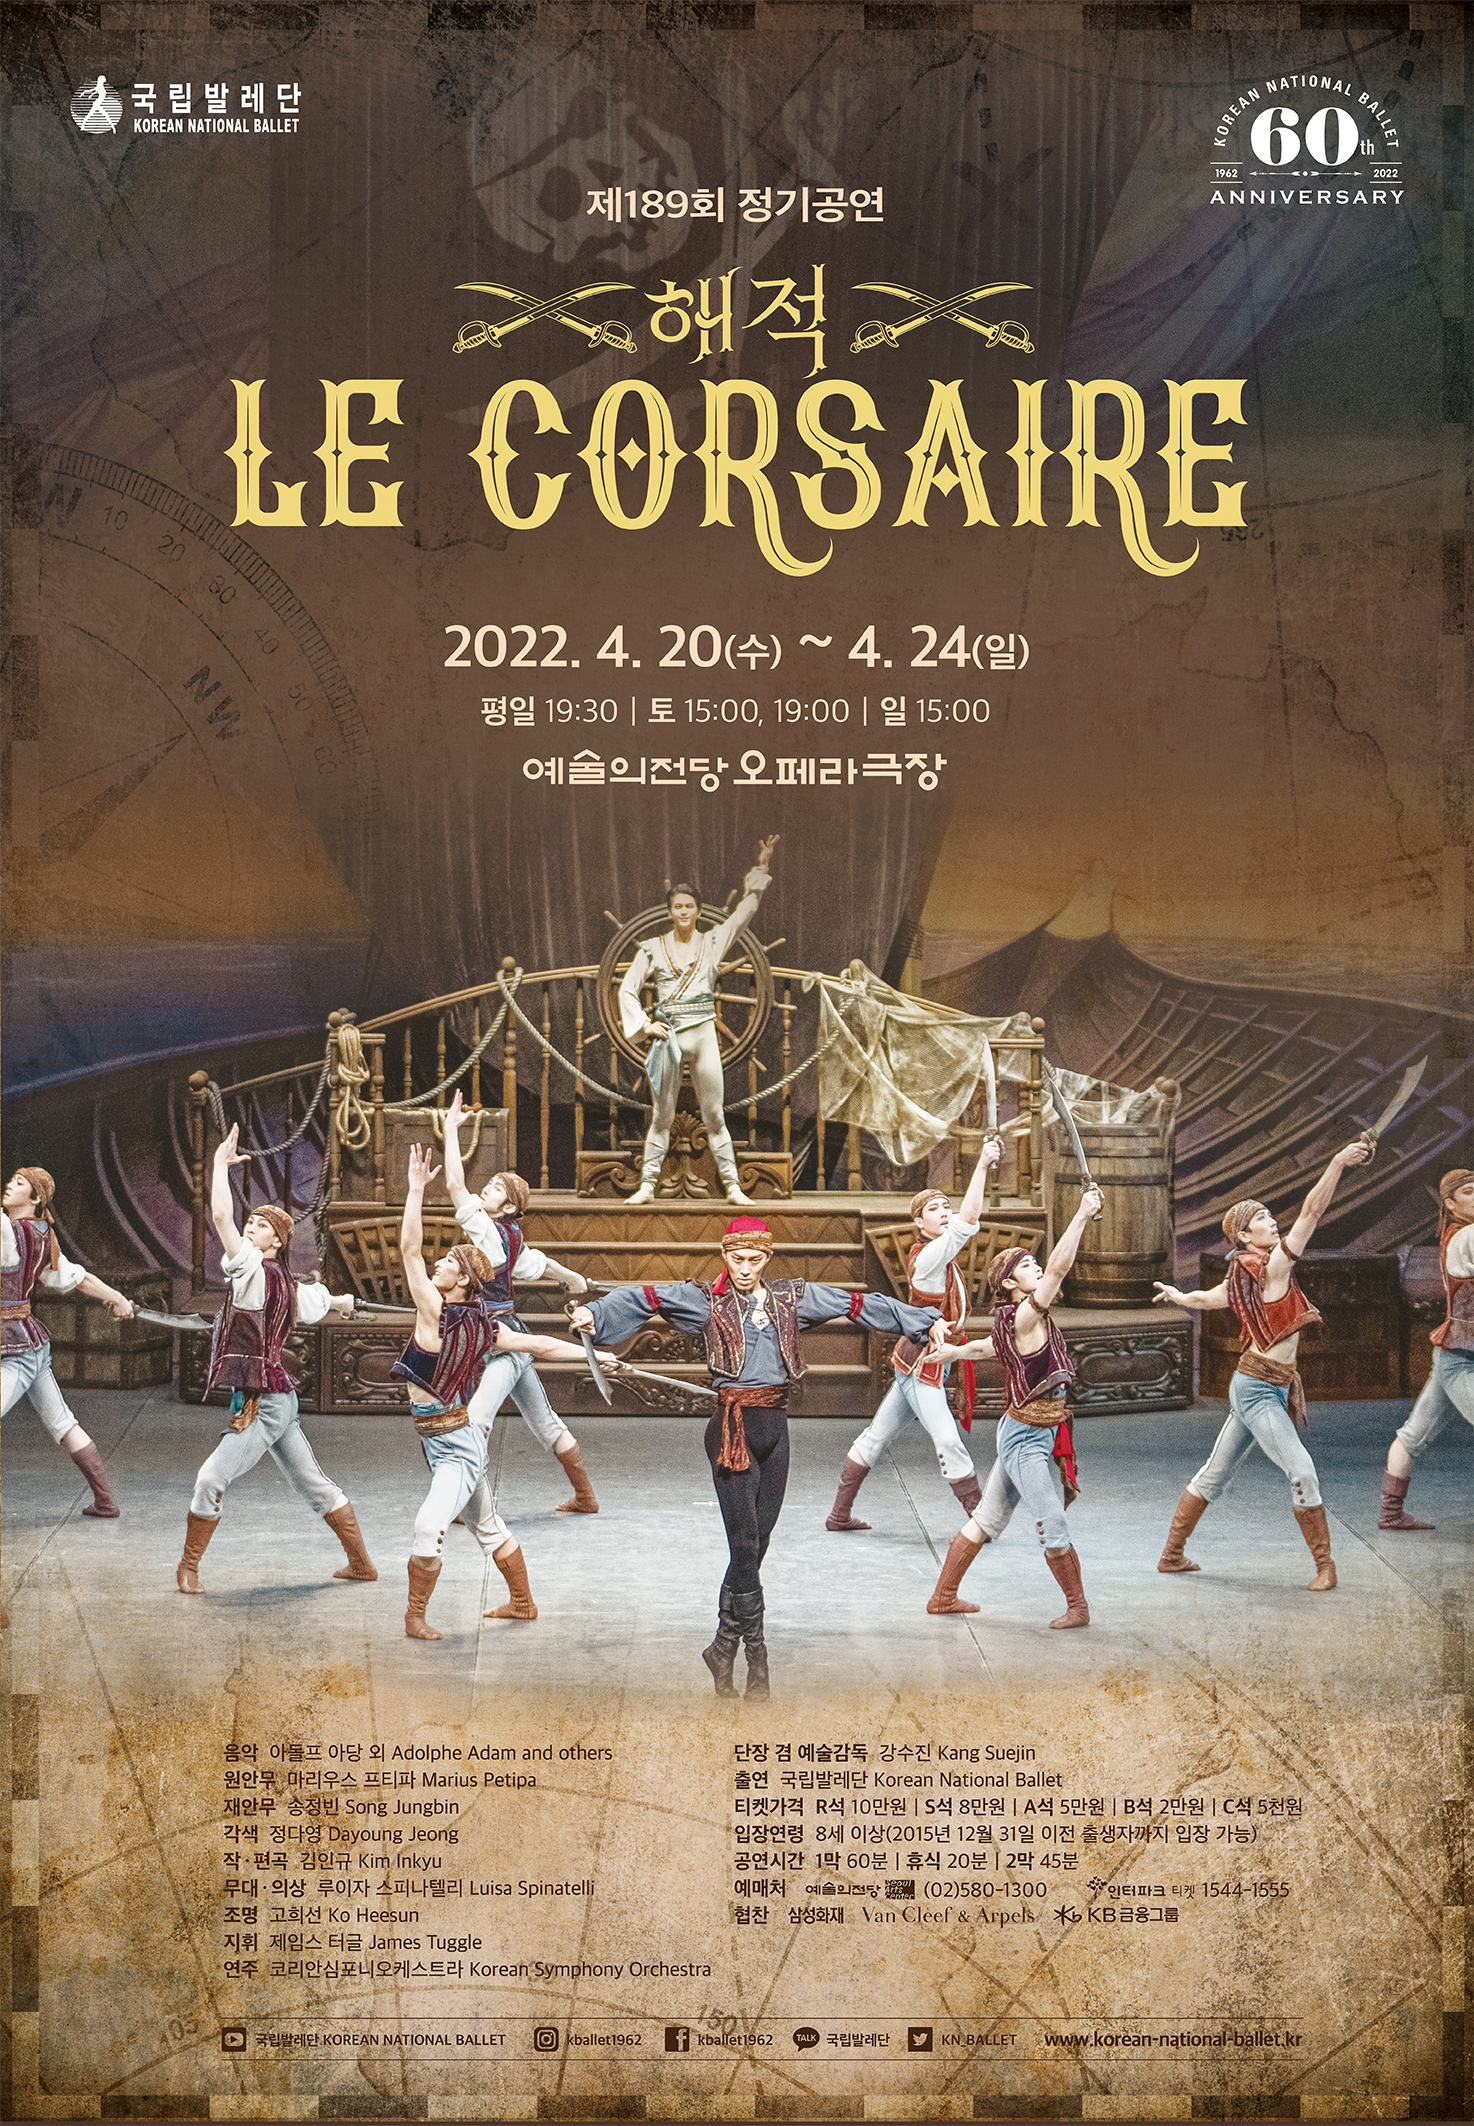 국립발레단
KOREAN NATIONAL BALLET
KOREAN NATIONAL BALLET
60th
1962 2022
ANNIVERSARY
제189회 정기공연
해적
LE CORSAIRE
2022. 4. 20(수) ~ 4. 24(일)
평일 19:30 | 토 15:00, 19:00 | 일 15:00
예술의전당 오페라극장
N 10 20 30 40 NW 50 60
265
음악 아돌프 아당 외 Adolphe Adam and others
원안무 마리우스 프티파 Marius Petipa
재안무 송정빈 Song Jungbin
각색 정다영 Dayoung Jeong
작·편곡 김인규 Kim Inkyu
무대·의상 루이자 스피나텔리 Luisa Spinatelli
조명 고희선 Ko Heesun
지휘 제임스 터글 James Tuggle
연주 코리안심포니오케스트라 Korean Symphony Orchestra
단장 겸 예술감독 강수진 Kang Suejin
출연 국립발레단 Korean National Ballet
티켓가격 R석 10만원 | S석 8만원 | A석 5만원 | B석 2만원 | C석 5천원
입장연령 8세 이상(2015년 12월 31일 이전 출생자까지 입장 가능)
공연시간 1막 60분 | 휴식 20분 | 2막 45분
예매처 예술의전당 Seoul Arts Center (02)580-1300 인터파크 티켓 1544-1555
협찬 삼성화재 Van Cleef & Arpels KB금융그룹
105 150
국립발레단 KOREAN NATIONAL BALLET kballet1962 kballet1962 TALK 국립발레단 KN_BALLET www.korean-national-ballet.kr